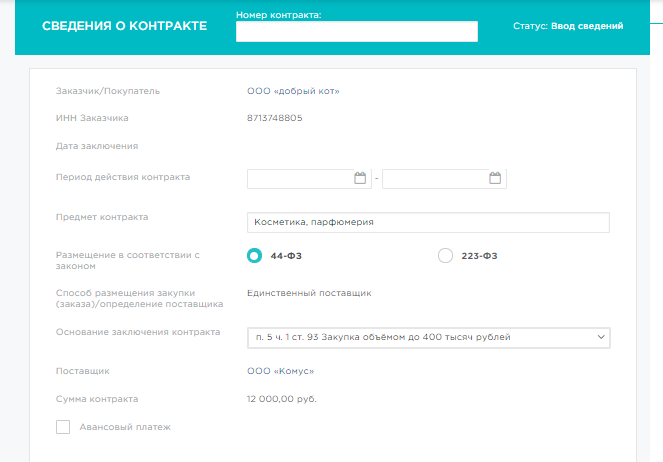 СВЕДЕНИЯ О КОНТРАКТЕ
Номер контракта:
Статус: Ввод сведений
Заказчик/Покупатель
ООО «добрый кот»
ИНН Заказчика
8713748805
Дата заключения
Период действия контракта
-
Предмет контракта
Косметика, парфюмерия
Размещение в соответствии с
законом
44-ФЗ
223-ФЗ
Способ размещения закупки
(заказа)/определение поставщика
Единственный поставщик
Основание заключения контракта
п. 5 ч. 1 ст. 93 Закупка объёмом до 400 тысяч рублей
Поставщик
ООО «Комус»
Сумма контракта
12 000,00 руб.
Авансовый платеж